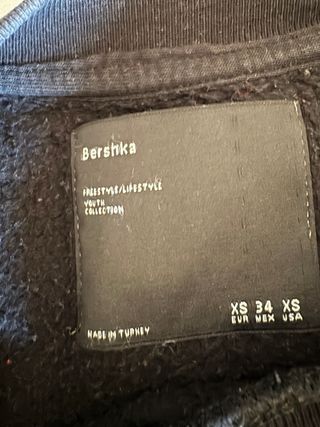 Bershka
FREESTYLE/LIFESTYLE
YOUTH
COLLECTION
XS 34 XS
EUR MEX USA
MADE IN TURKEY